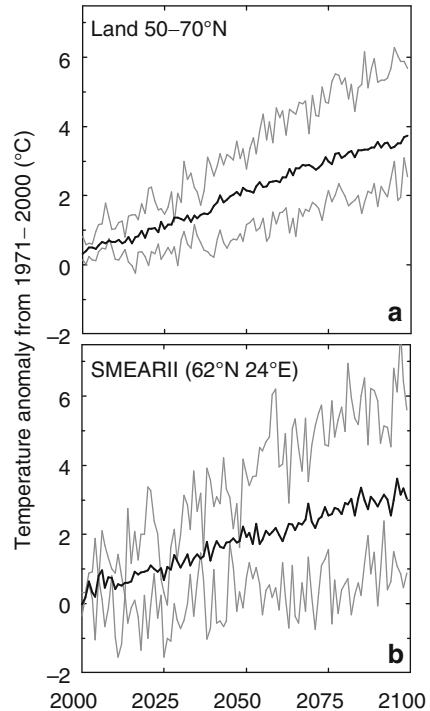 Temperature anomaly from 1971–2000 (°C)
Land 50–70°N
6
4
2
0
–2
a
SMEARII (62°N 24°E)
6
4
2
0
–2
b
2000 2025 2050 2075 2100